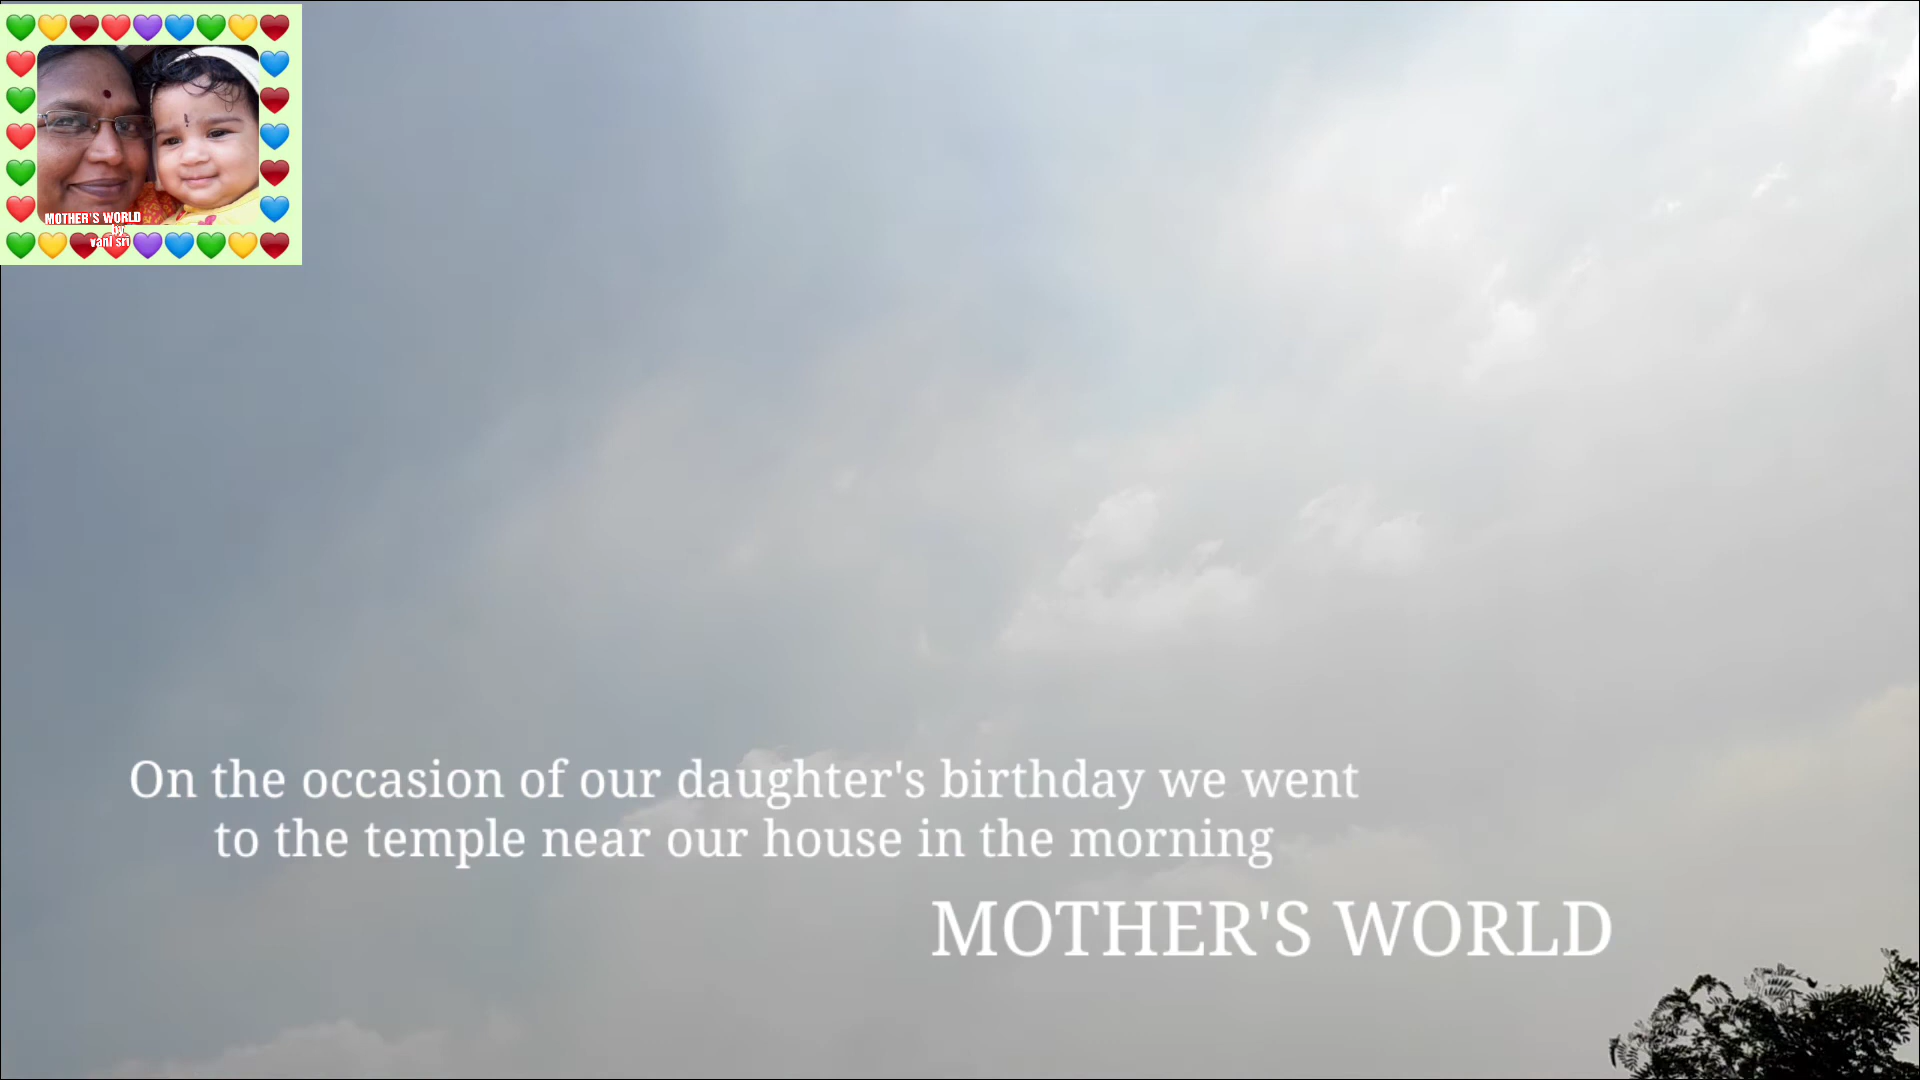 MOTHER'S WORLD
by
vani sri
On the occasion of our daughter's birthday we went
to the temple near our house in the morning
MOTHER'S WORLD